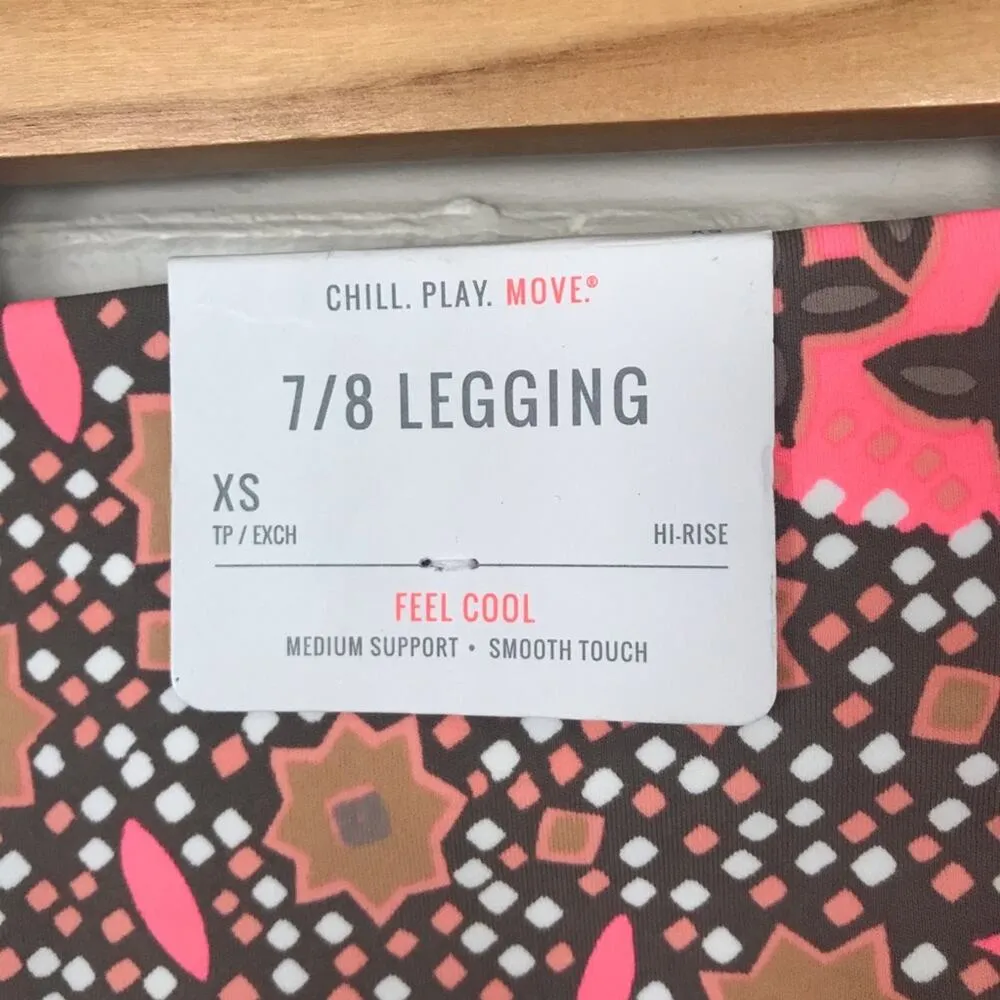 CHILL. PLAY. MOVE.®
7/8 LEGGING
XS
TP / EXCH HI-RISE
FEEL COOL
MEDIUM SUPPORT • SMOOTH TOUCH